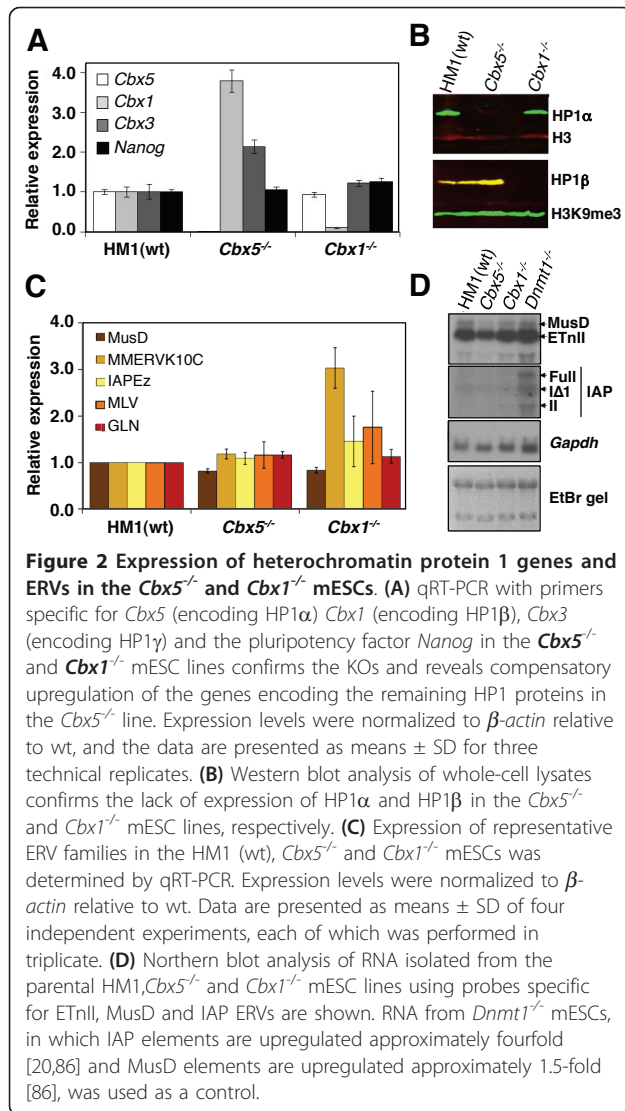 A
Relative expression
4.0
3.0
2.0
1.0
0.0
Cbx5
Cbx1
Cbx3
Nanog
HM1(wt)
Cbx5-/-
Cbx1-/-
B
HM1(wt)
Cbx5-/-
Cbx1-/-
HP1α
H3
HP1β
H3K9me3
C
Relative expression
4.0
3.0
2.0
1.0
0.0
MusD
MMERVK10C
IAPEz
MLV
GLN
HM1(wt)
Cbx5-/-
Cbx1-/-
D
HM1(wt)
Cbx5-/-
Cbx1-/-
Dnmt1-/-
MusD
ETnII
Full
IΔ1
II
IAP
Gapdh
EtBr gel
Figure 2 Expression of heterochromatin protein 1 genes and
ERVs in the Cbx5-/- and Cbx1-/- mESCs. (A) qRT-PCR with primers
specific for Cbx5 (encoding HP1α) Cbx1 (encoding HP1β), Cbx3
(encoding HP1γ) and the pluripotency factor Nanog in the Cbx5-/-
and Cbx1-/- mESC lines confirms the KOs and reveals compensatory
upregulation of the genes encoding the remaining HP1 proteins in
the Cbx5-/- line. Expression levels were normalized to β-actin relative
to wt, and the data are presented as means ± SD for three
technical replicates. (B) Western blot analysis of whole-cell lysates
confirms the lack of expression of HP1α and HP1β in the Cbx5-/-
and Cbx1-/- mESC lines, respectively. (C) Expression of representative
ERV families in the HM1 (wt), Cbx5-/- and Cbx1-/- mESCs was
determined by qRT-PCR. Expression levels were normalized to β-
actin relative to wt. Data are presented as means ± SD of four
independent experiments, each of which was performed in
triplicate. (D) Northern blot analysis of RNA isolated from the
parental HM1,Cbx5-/- and Cbx1-/- mESC lines using probes specific
for ETnII, MusD and IAP ERVs are shown. RNA from Dnmt1-/- mESCs,
in which IAP elements are upregulated approximately fourfold
[20,86] and MusD elements are upregulated approximately 1.5-fold
[86], was used as a control.